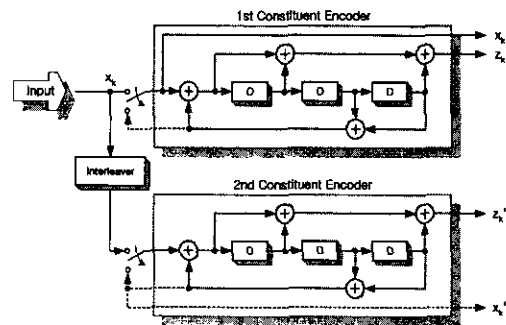 1st Constituent Encoder
x_k
z_k
x_k
Input
D D D
Interleaver
2nd Constituent Encoder
z_k'
D D D
x_k'